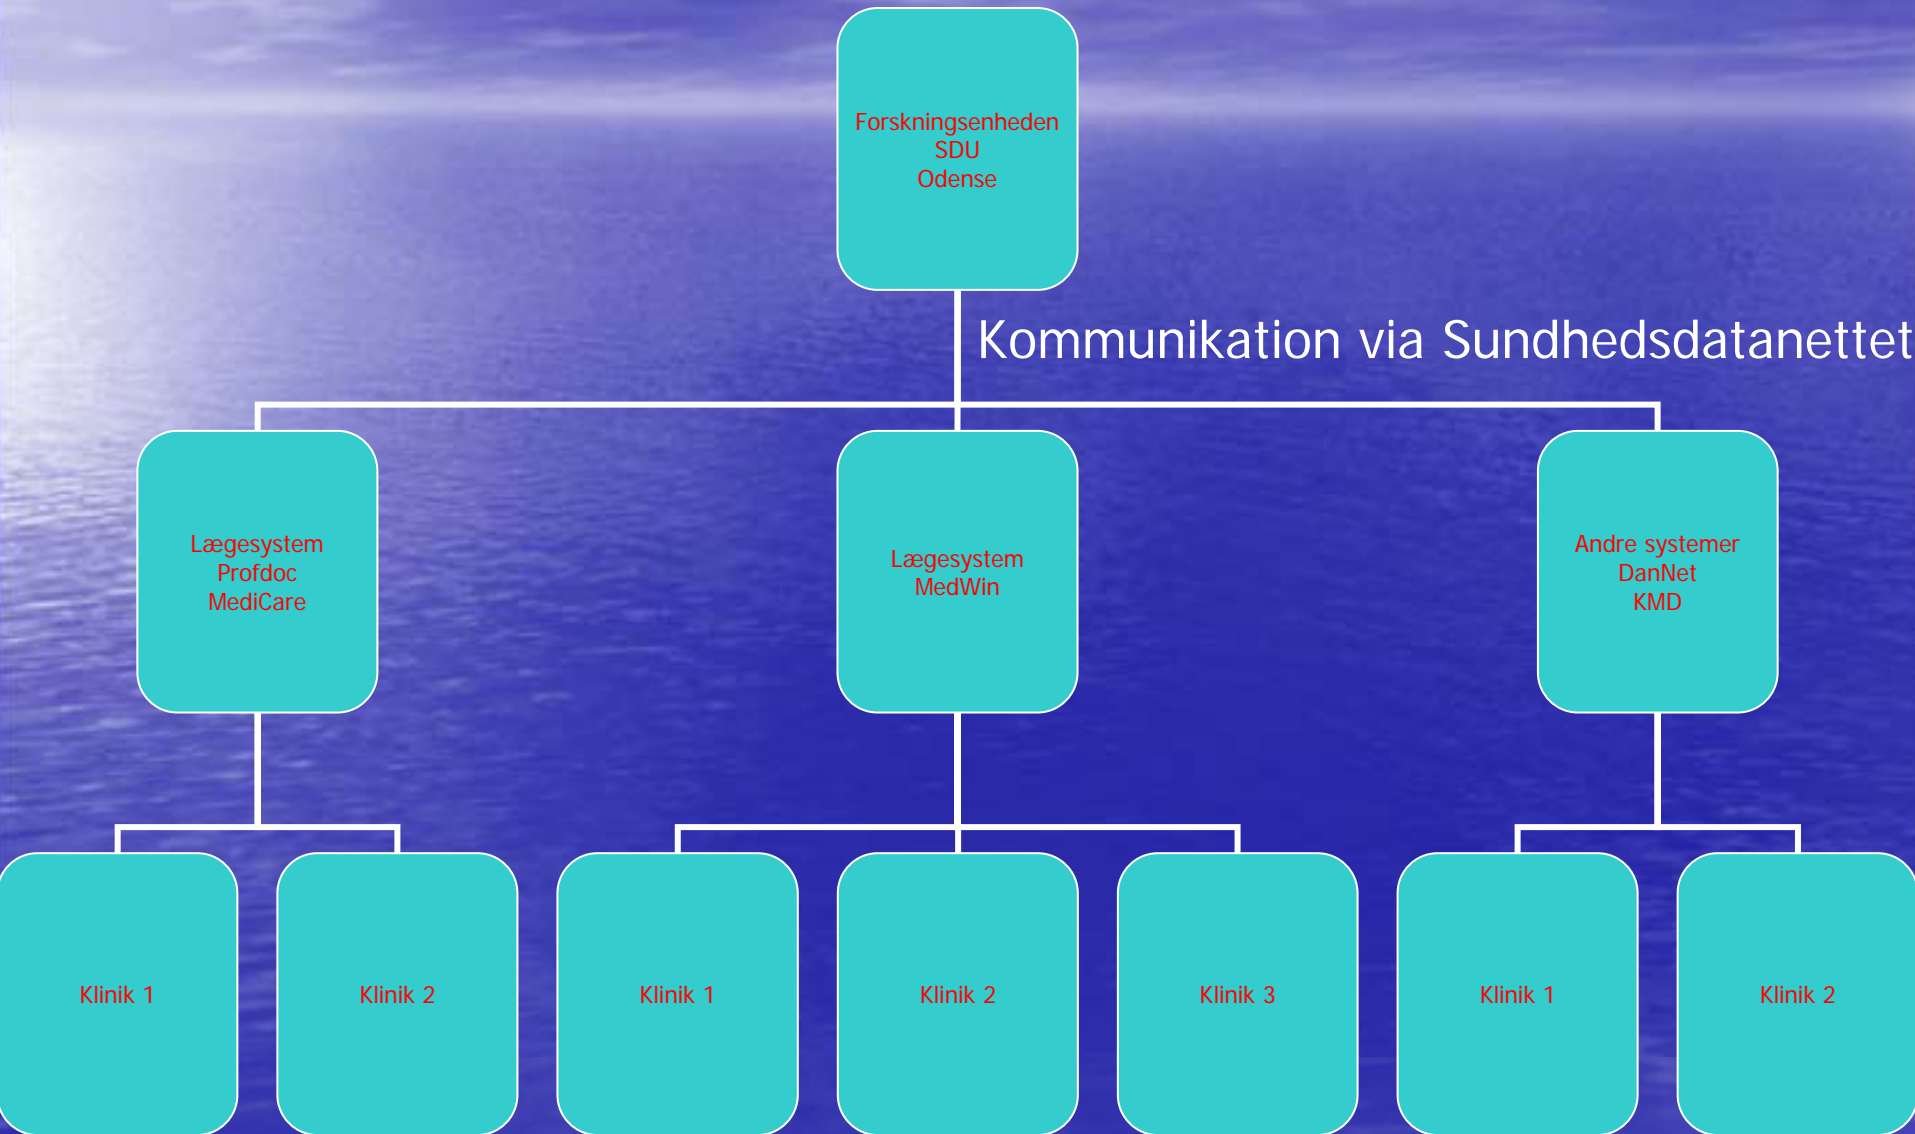 Forskningsenheden
SDU
Odense
Kommunikation via Sundhedsdatanettet
Lægesystem
Profdoc
MediCare
Lægesystem
MedWin
Andre systemer
DanNet
KMD
Klinik 1
Klinik 2
Klinik 1
Klinik 2
Klinik 3
Klinik 1
Klinik 2